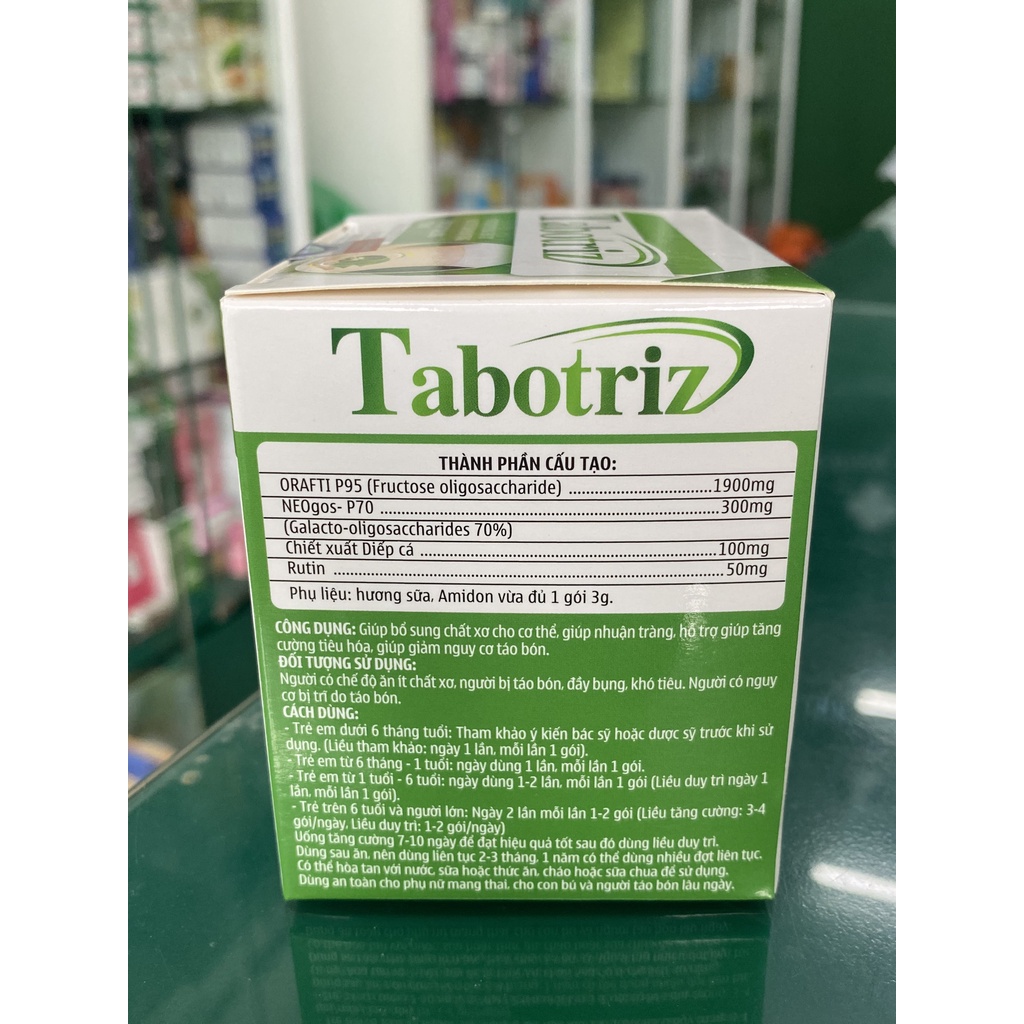 Tabotriz
Tabotriz
THÀNH PHẦN CẤU TẠO:
ORAFTI P95 (Fructose oligosaccharide) ................................1900mg
NEOgos- P70 ................................................................300mg
(Galacto-oligosaccharides 70%)
Chiết xuất Diếp cá ........................................................100mg
Rutin ............................................................................50mg
Phụ liệu: hương sữa, Amidon vừa đủ 1 gói 3g.
CÔNG DỤNG: Giúp bổ sung chất xơ cho cơ thể, giúp nhuận tràng, hỗ trợ giúp tăng
cường tiêu hóa, giúp giảm nguy cơ táo bón.
ĐỐI TƯỢNG SỬ DỤNG:
Người có chế độ ăn ít chất xơ, người bị táo bón, đầy bụng, khó tiêu. Người có nguy
cơ bị trĩ do táo bón.
CÁCH DÙNG:
- Trẻ em dưới 6 tháng tuổi: Tham khảo ý kiến bác sỹ hoặc dược sỹ trước khi sử
dụng. (Liều tham khảo: ngày 1 lần, mỗi lần 1 gói).
- Trẻ em từ 6 tháng - 1 tuổi: ngày dùng 1 lần, mỗi lần 1 gói.
- Trẻ em từ 1 tuổi - 6 tuổi: ngày dùng 1-2 lần, mỗi lần 1 gói (Liều duy trì ngày 1
lần, mỗi lần 1 gói).
- Trẻ trên 6 tuổi và người lớn: Ngày 2 lần mỗi lần 1-2 gói (Liều tăng cường: 3-4
gói/ngày, Liều duy trì: 1-2 gói/ngày)
Uống tăng cường 7-10 ngày để đạt hiệu quả tốt sau đó dùng liều duy trì.
Dùng sau ăn, nên dùng liên tục 2-3 tháng, 1 năm có thể dùng nhiều đợt liên tục.
Có thể hòa tan với nước, sữa hoặc thức ăn, cháo hoặc sữa chua để sử dụng.
Dùng an toàn cho phụ nữ mang thai, cho con bú và người táo bón lâu ngày.